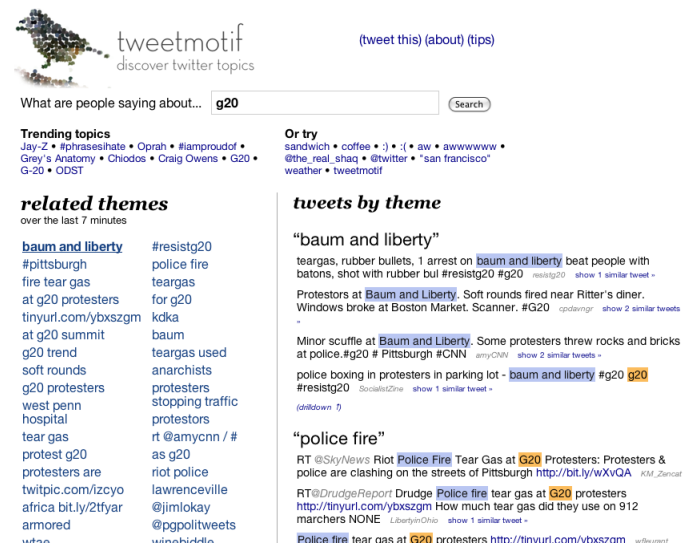 tweetmotif
discover twitter topics
(tweet this) (about) (tips)
What are people saying about... g20 Search
Trending topics
Jay-Z • #phrasesihate • Oprah • #iamproudof •
Grey's Anatomy • Chiodos • Craig Owens • G20 •
G-20 • ODST
Or try
sandwich • coffee • :) • :( • aw • awwwwww •
@the_real_shaq • @twitter • "san francisco"
weather • tweetmotif
related themes
over the last 7 minutes
baum and liberty
#pittsburgh
fire tear gas
at g20 protesters
tinyurl.com/ybxszgm
at g20 summit
g20 trend
soft rounds
g20 protesters
west penn
hospital
tear gas
protest g20
protesters are
twitpic.com/izcyo
africa bit.ly/2tfyar
armored
wtae
#resistg20
police fire
teargas
for g20
kdka
baum
teargas used
anarchists
protesters
stopping traffic
protestors
rt @amycnn / #
as g20
riot police
lawrenceville
@jimlokay
@pgpolitweets
winebiddle
tweets by theme
“baum and liberty”
teargas, rubber bullets, 1 arrest on baum and liberty beat people with
batons, shot with rubber bul #resistg20 #g20 resistg20 show 1 similar tweet »
Protestors at Baum and Liberty. Soft rounds fired near Ritter's diner.
Windows broke at Boston Market. Scanner. #G20 cpdavngr show 2 similar tweets
»
Minor scuffle at Baum and Liberty. Some protesters threw rocks and bricks
at police.#g20 # Pittsburgh #CNN amyCNN show 2 similar tweets »
police boxing in protesters in parking lot - baum and liberty #g20 g20
#resistg20 SocialistZine show 1 similar tweet »
(drilldown ↑)
“police fire”
RT @SkyNews Riot Police Fire Tear Gas at G20 Protesters: Protesters &
police are clashing on the streets of Pittsburgh http://bit.ly/wXvQA KM_Zencat
RT@DrudgeReport Drudge Police fire tear gas at G20 protesters
http://tinyurl.com/ybxszgm How much tear gas did they use on 912
marchers NONE LibertyinOhio show 1 similar tweet »
Police fire tear gas at G20 protesters http://tinyurl.com/ybxszgm wfleurant